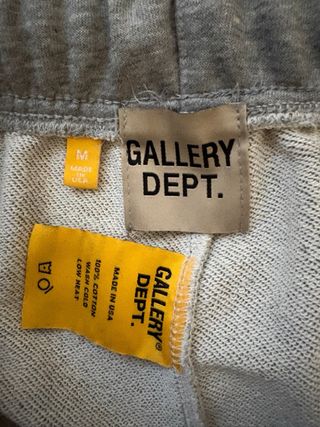 GALLERY
DEPT.
M
MADE
IN
USA
GALLERY
DEPT.®
MADE IN USA
100% COTTON
WASH COLD
LOW HEAT